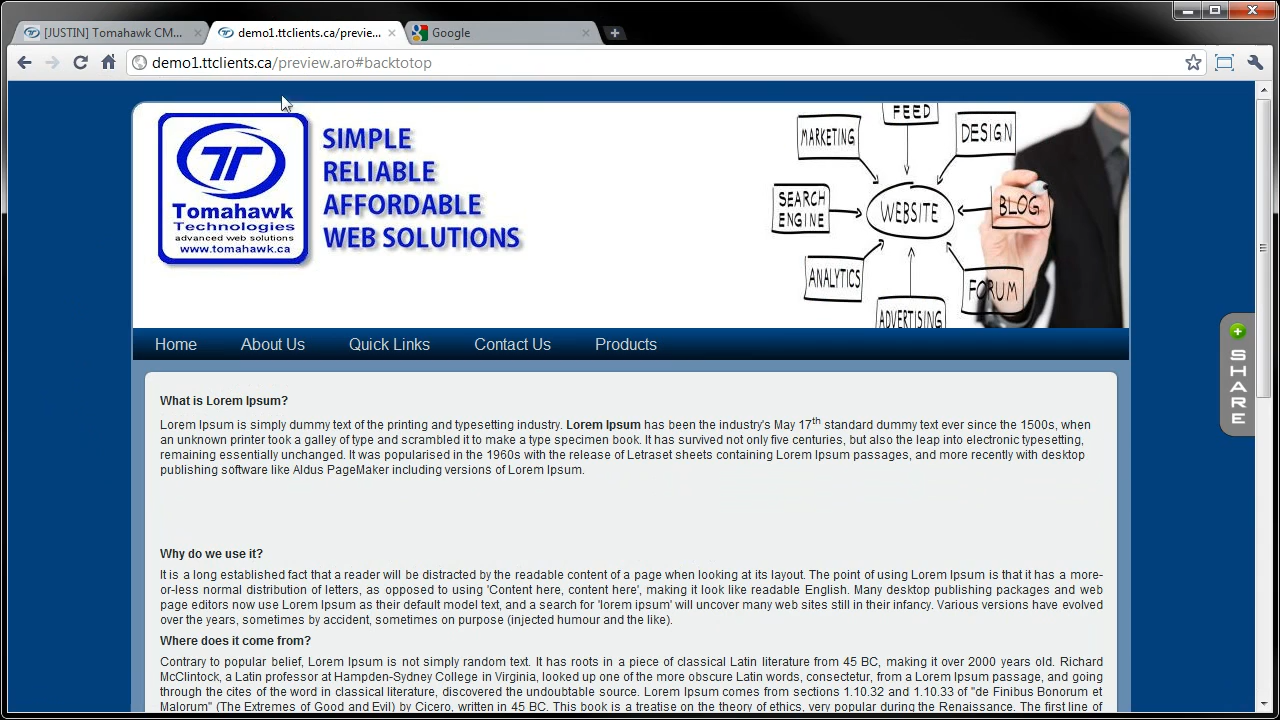 [JUSTIN] Tomahawk CM...
demo1.ttclients.ca/previe...
Google
demo1.ttclients.ca/preview.aro#backtotop
TT
Tomahawk
Technologies
advanced web solutions
www.tomahawk.ca
SIMPLE
RELIABLE
AFFORDABLE
WEB SOLUTIONS
FEED
MARKETING
DESIGN
SEARCH
ENGINE
WEBSITE
BLOG
ANALYTICS
FORUM
ADVERTISING
Home About Us Quick Links Contact Us Products
SHARE
What is Lorem Ipsum?
Lorem Ipsum is simply dummy text of the printing and typesetting industry. Lorem Ipsum has been the industry's May 17th standard dummy text ever since the 1500s, when
an unknown printer took a galley of type and scrambled it to make a type specimen book. It has survived not only five centuries, but also the leap into electronic typesetting,
remaining essentially unchanged. It was popularised in the 1960s with the release of Letraset sheets containing Lorem Ipsum passages, and more recently with desktop
publishing software like Aldus PageMaker including versions of Lorem Ipsum.
Why do we use it?
It is a long established fact that a reader will be distracted by the readable content of a page when looking at its layout. The point of using Lorem Ipsum is that it has a more-
or-less normal distribution of letters, as opposed to using 'Content here, content here', making it look like readable English. Many desktop publishing packages and web
page editors now use Lorem Ipsum as their default model text, and a search for 'lorem ipsum' will uncover many web sites still in their infancy. Various versions have evolved
over the years, sometimes by accident, sometimes on purpose (injected humour and the like).
Where does it come from?
Contrary to popular belief, Lorem Ipsum is not simply random text. It has roots in a piece of classical Latin literature from 45 BC, making it over 2000 years old. Richard
McClintock, a Latin professor at Hampden-Sydney College in Virginia, looked up one of the more obscure Latin words, consectetur, from a Lorem Ipsum passage, and going
through the cites of the word in classical literature, discovered the undoubtable source. Lorem Ipsum comes from sections 1.10.32 and 1.10.33 of "de Finibus Bonorum et
Malorum" (The Extremes of Good and Evil) by Cicero, written in 45 BC. This book is a treatise on the theory of ethics, very popular during the Renaissance. The first line of